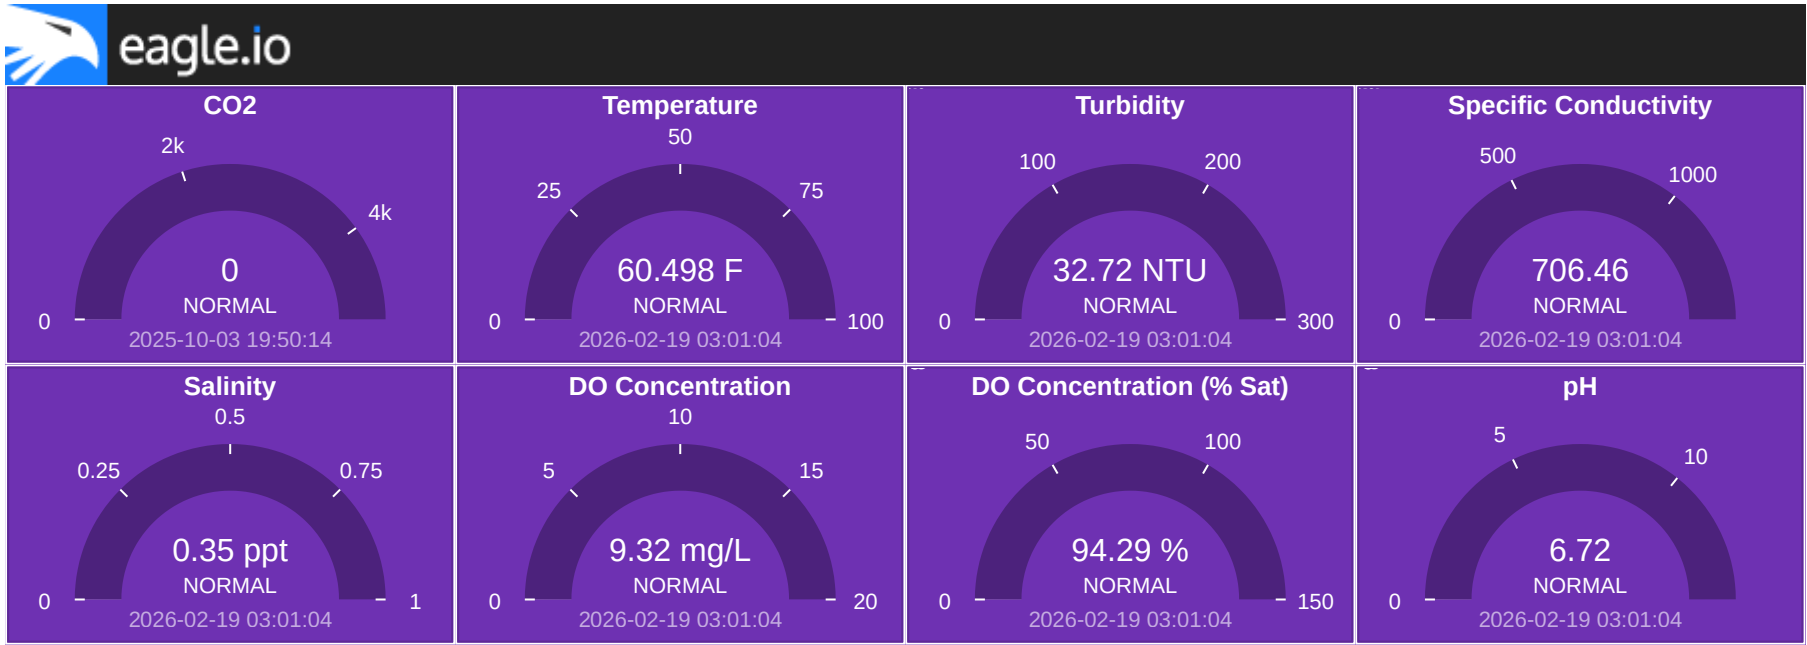 eagle.io
CO2
2k
4k
0
0
NORMAL
2025-10-03 19:50:14
Temperature
50
25
75
60.498 F
NORMAL
0
100
2026-02-19 03:01:04
Turbidity
100
200
32.72 NTU
NORMAL
0
300
2026-02-19 03:01:04
Specific Conductivity
500
1000
706.46
NORMAL
0
2026-02-19 03:01:04
Salinity
0.5
0.25
0.75
0.35 ppt
NORMAL
0
1
2026-02-19 03:01:04
DO Concentration
10
5
15
9.32 mg/L
NORMAL
0
20
2026-02-19 03:01:04
DO Concentration (% Sat)
50
100
94.29 %
NORMAL
0
150
2026-02-19 03:01:04
pH
5
10
6.72
NORMAL
0
2026-02-19 03:01:04